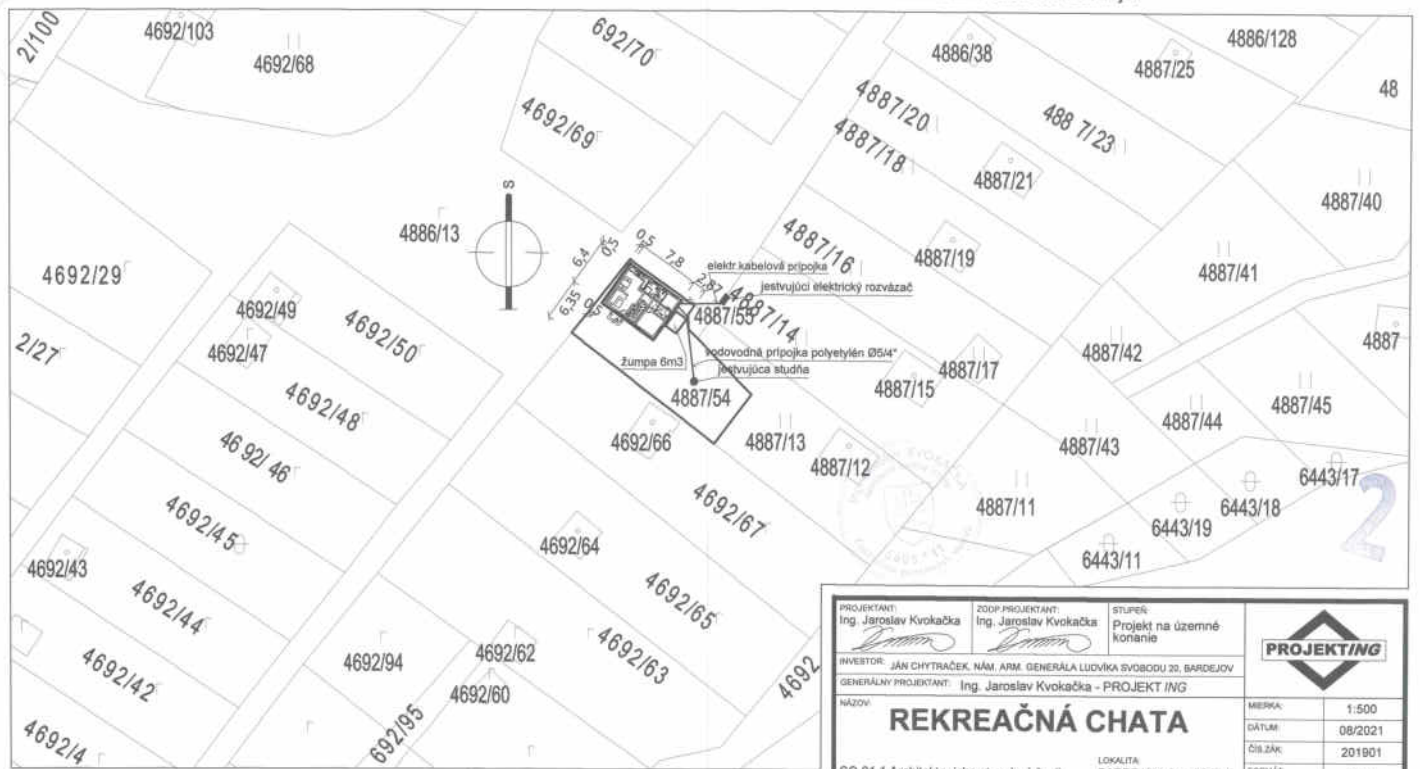 2/100
4692/103
4692/68
692/70
4692/69
4886/38
4886/128
4887/25
48
4887/20
488 7/23
4887/18
4887/21
4887/40
S
4886/13
4887/16
4887/19
4887/41
4692/29
6,4
0,5
0,5
7,8
2,87
6,35
elektr.kabelová prípojka
jestvujúci elektrický rozvázač
4887/14
4887/55
4692/49
4692/50
4692/47
2/27
žumpa 6m3
vodovodná prípojka polyetylén Ø5/4"
jestvujúca studňa
4887/54
4887/15
4887/17
4887/42
4887
4692/48
4692/46
4692/66
4887/13
4887/12
4887/43
4887/44
4887/45
4692/45
4692/67
4887/11
6443/17
6443/18
6443/19
6443/11
2
4692/43
4692/44
4692/64
4692/65
4692/42
4692/94
4692/62
4692/60
4692/63
4692
4692/4
692/95
PROJEKTANT:
Ing. Jaroslav Kvokačka
ZODP.PROJEKTANT:
Ing. Jaroslav Kvokačka
STUPEŇ:
Projekt na územné
konanie
PROJEKTING
INVESTOR: JÁN CHYTRAČEK, NÁM. ARM. GENERÁLA LUDVÍKA SVOBODU 20, BARDEJOV
GENERÁLNY PROJEKTANT: Ing. Jaroslav Kvokačka - PROJEKT ING
NÁZOV:
REKREAČNÁ CHATA
MIERKA: 1:500
DÁTUM: 08/2021
ČÍS.ZÁK: 201901
LOKALITA: